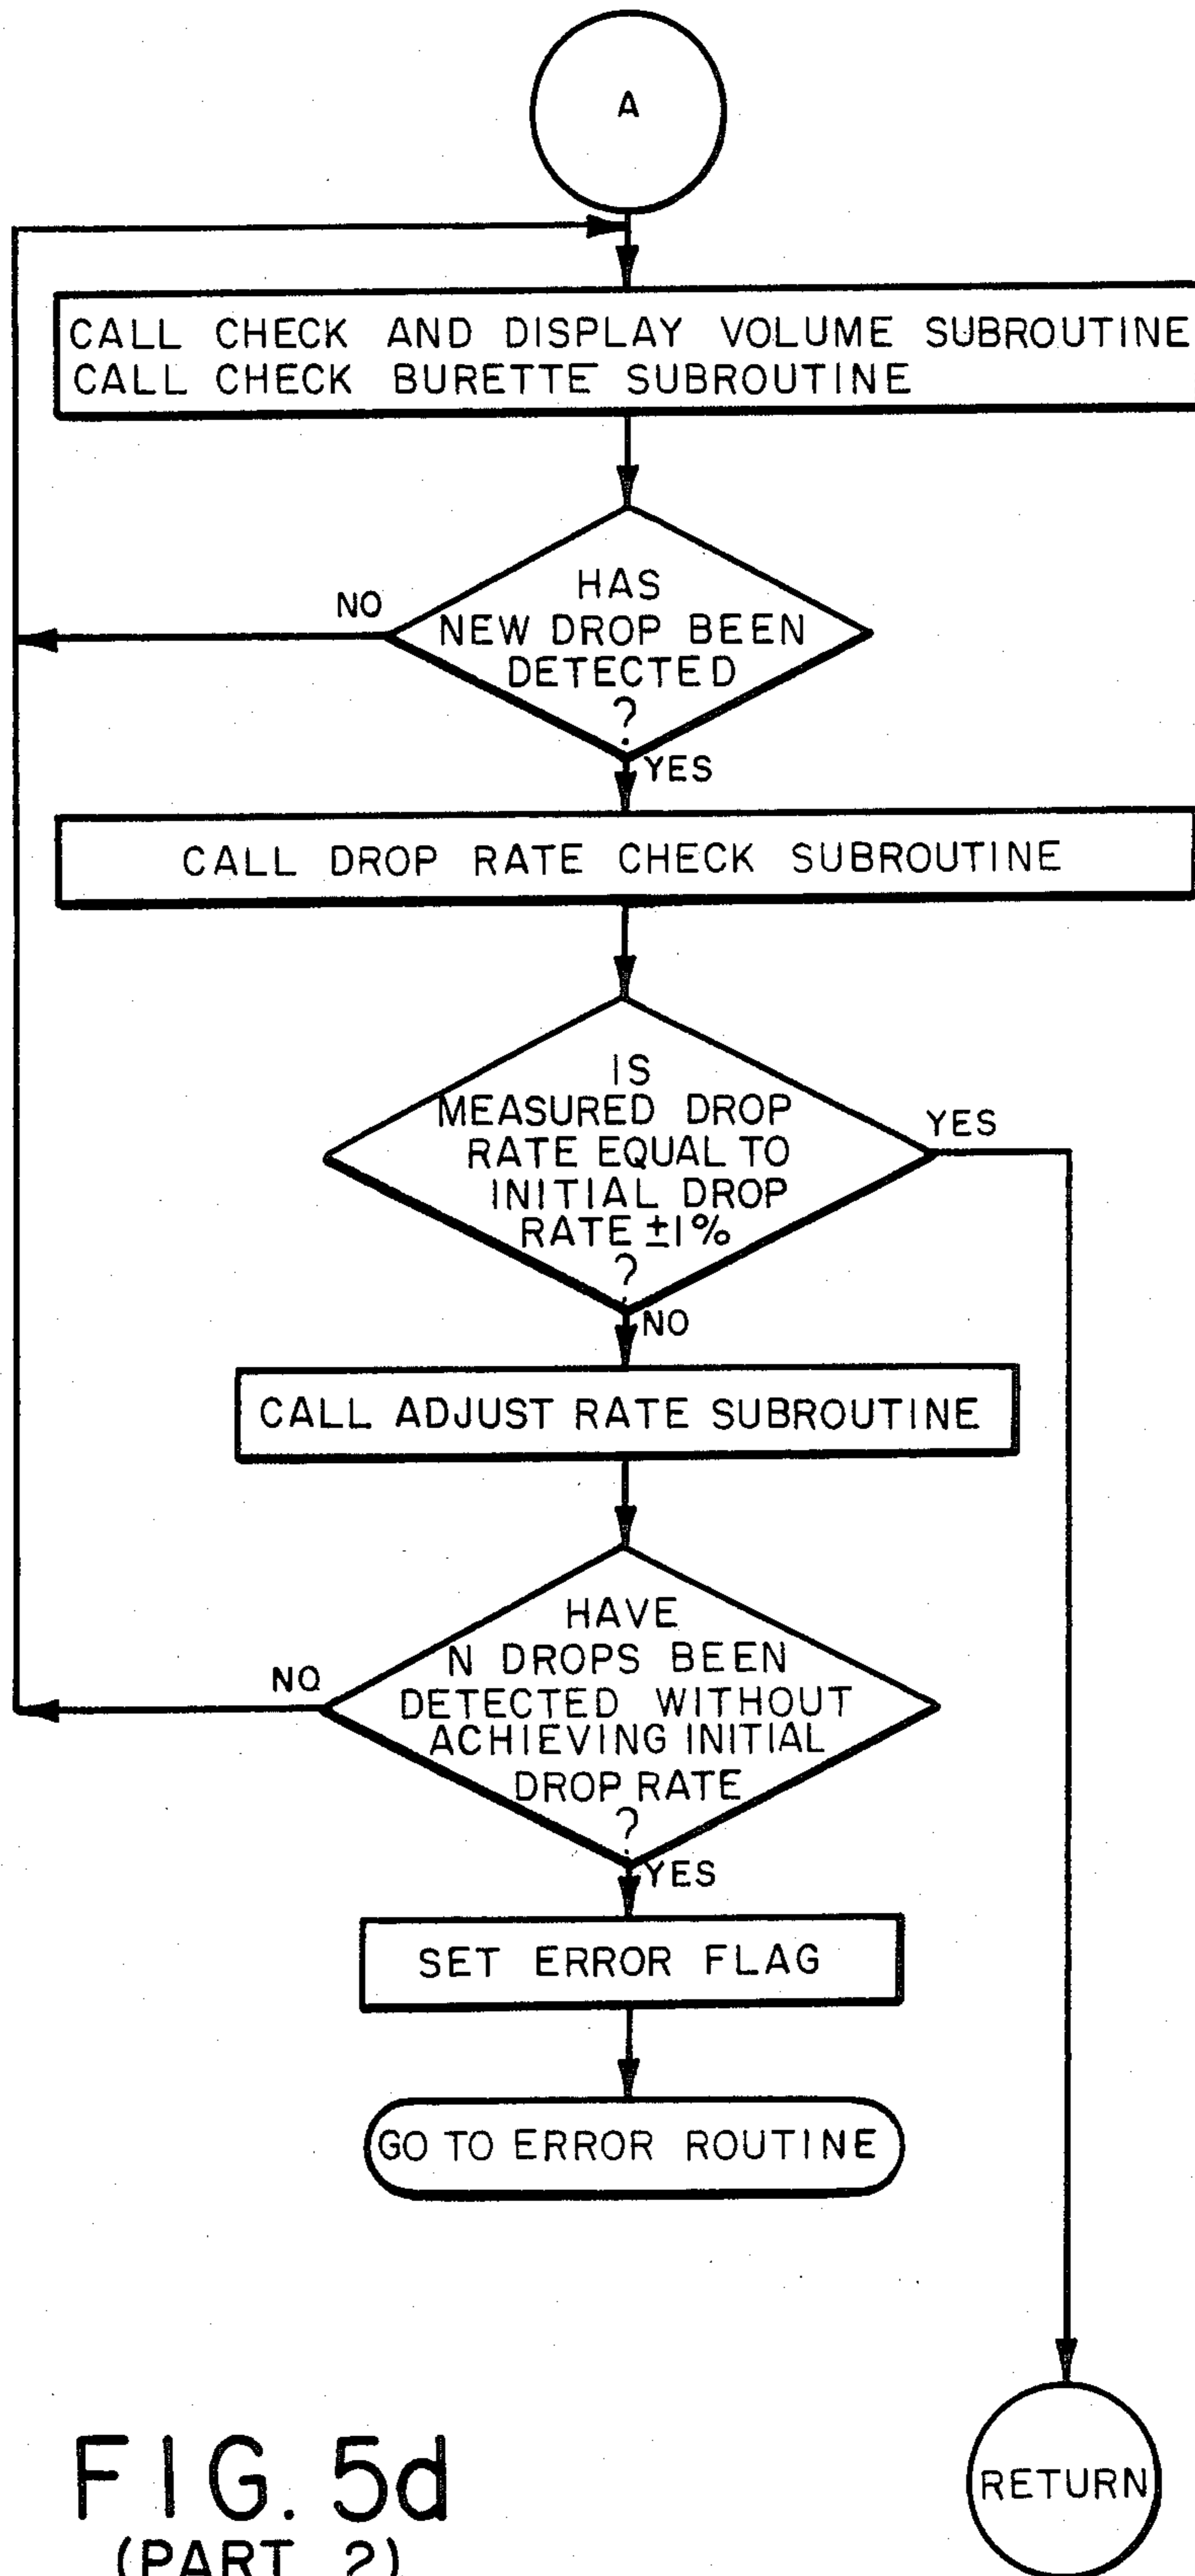 A
CALL CHECK AND DISPLAY VOLUME SUBROUTINE
CALL CHECK BURETTE SUBROUTINE
HAS
NEW DROP BEEN
DETECTED
?
NO
YES
CALL DROP RATE CHECK SUBROUTINE
IS
MEASURED DROP
RATE EQUAL TO
INITIAL DROP
RATE ±1%
?
YES
NO
CALL ADJUST RATE SUBROUTINE
HAVE
N DROPS BEEN
DETECTED WITHOUT
ACHIEVING INITIAL
DROP RATE
?
NO
YES
SET ERROR FLAG
GO TO ERROR ROUTINE
RETURN
FIG. 5d
(PART 2)